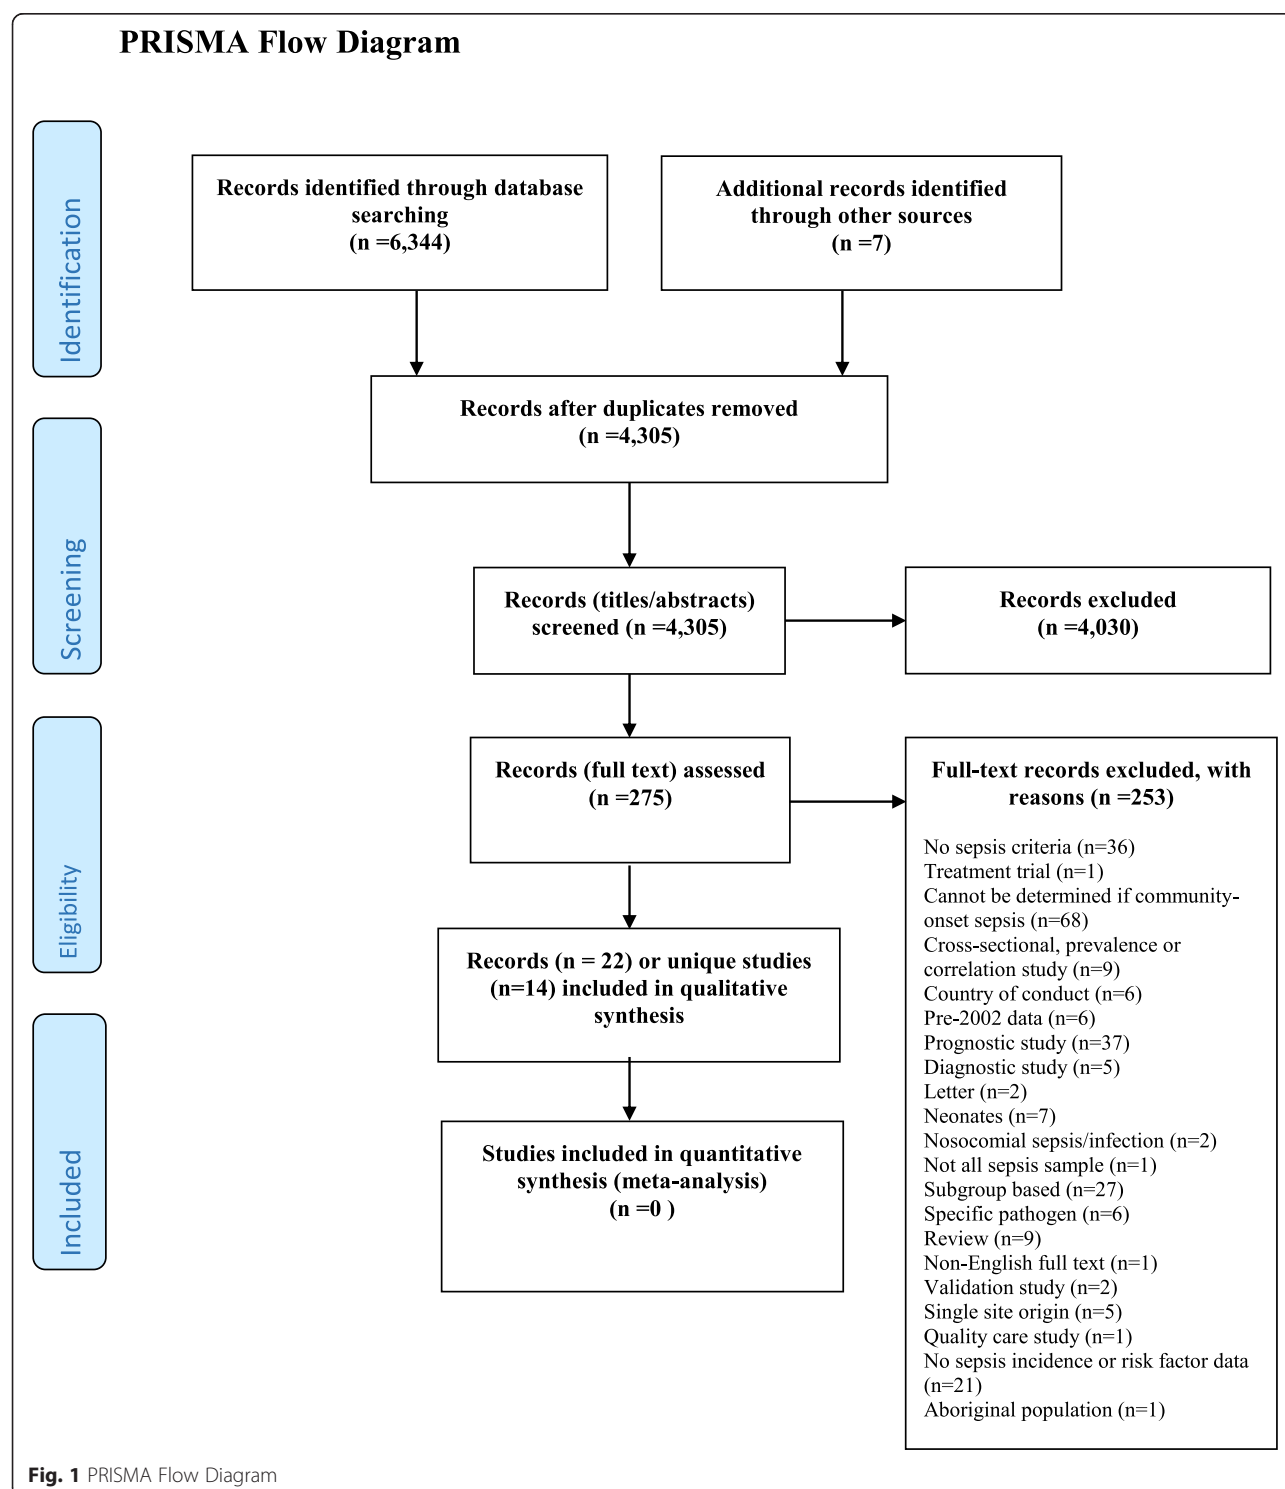 PRISMA Flow Diagram
Identification
Records identified through database
searching
(n =6,344)
Additional records identified
through other sources
(n =7)
Records after duplicates removed
(n =4,305)
Screening
Records (titles/abstracts)
screened (n =4,305)
Records excluded
(n =4,030)
Eligibility
Records (full text) assessed
(n =275)
Full-text records excluded, with
reasons (n =253)
No sepsis criteria (n=36)
Treatment trial (n=1)
Cannot be determined if community-
onset sepsis (n=68)
Cross-sectional, prevalence or
correlation study (n=9)
Country of conduct (n=6)
Pre-2002 data (n=6)
Prognostic study (n=37)
Diagnostic study (n=5)
Letter (n=2)
Neonates (n=7)
Nosocomial sepsis/infection (n=2)
Not all sepsis sample (n=1)
Subgroup based (n=27)
Specific pathogen (n=6)
Review (n=9)
Non-English full text (n=1)
Validation study (n=2)
Single site origin (n=5)
Quality care study (n=1)
No sepsis incidence or risk factor data
(n=21)
Aboriginal population (n=1)
Records (n = 22) or unique studies
(n=14) included in qualitative
synthesis
Included
Studies included in quantitative
synthesis (meta-analysis)
(n =0 )
Fig. 1 PRISMA Flow Diagram